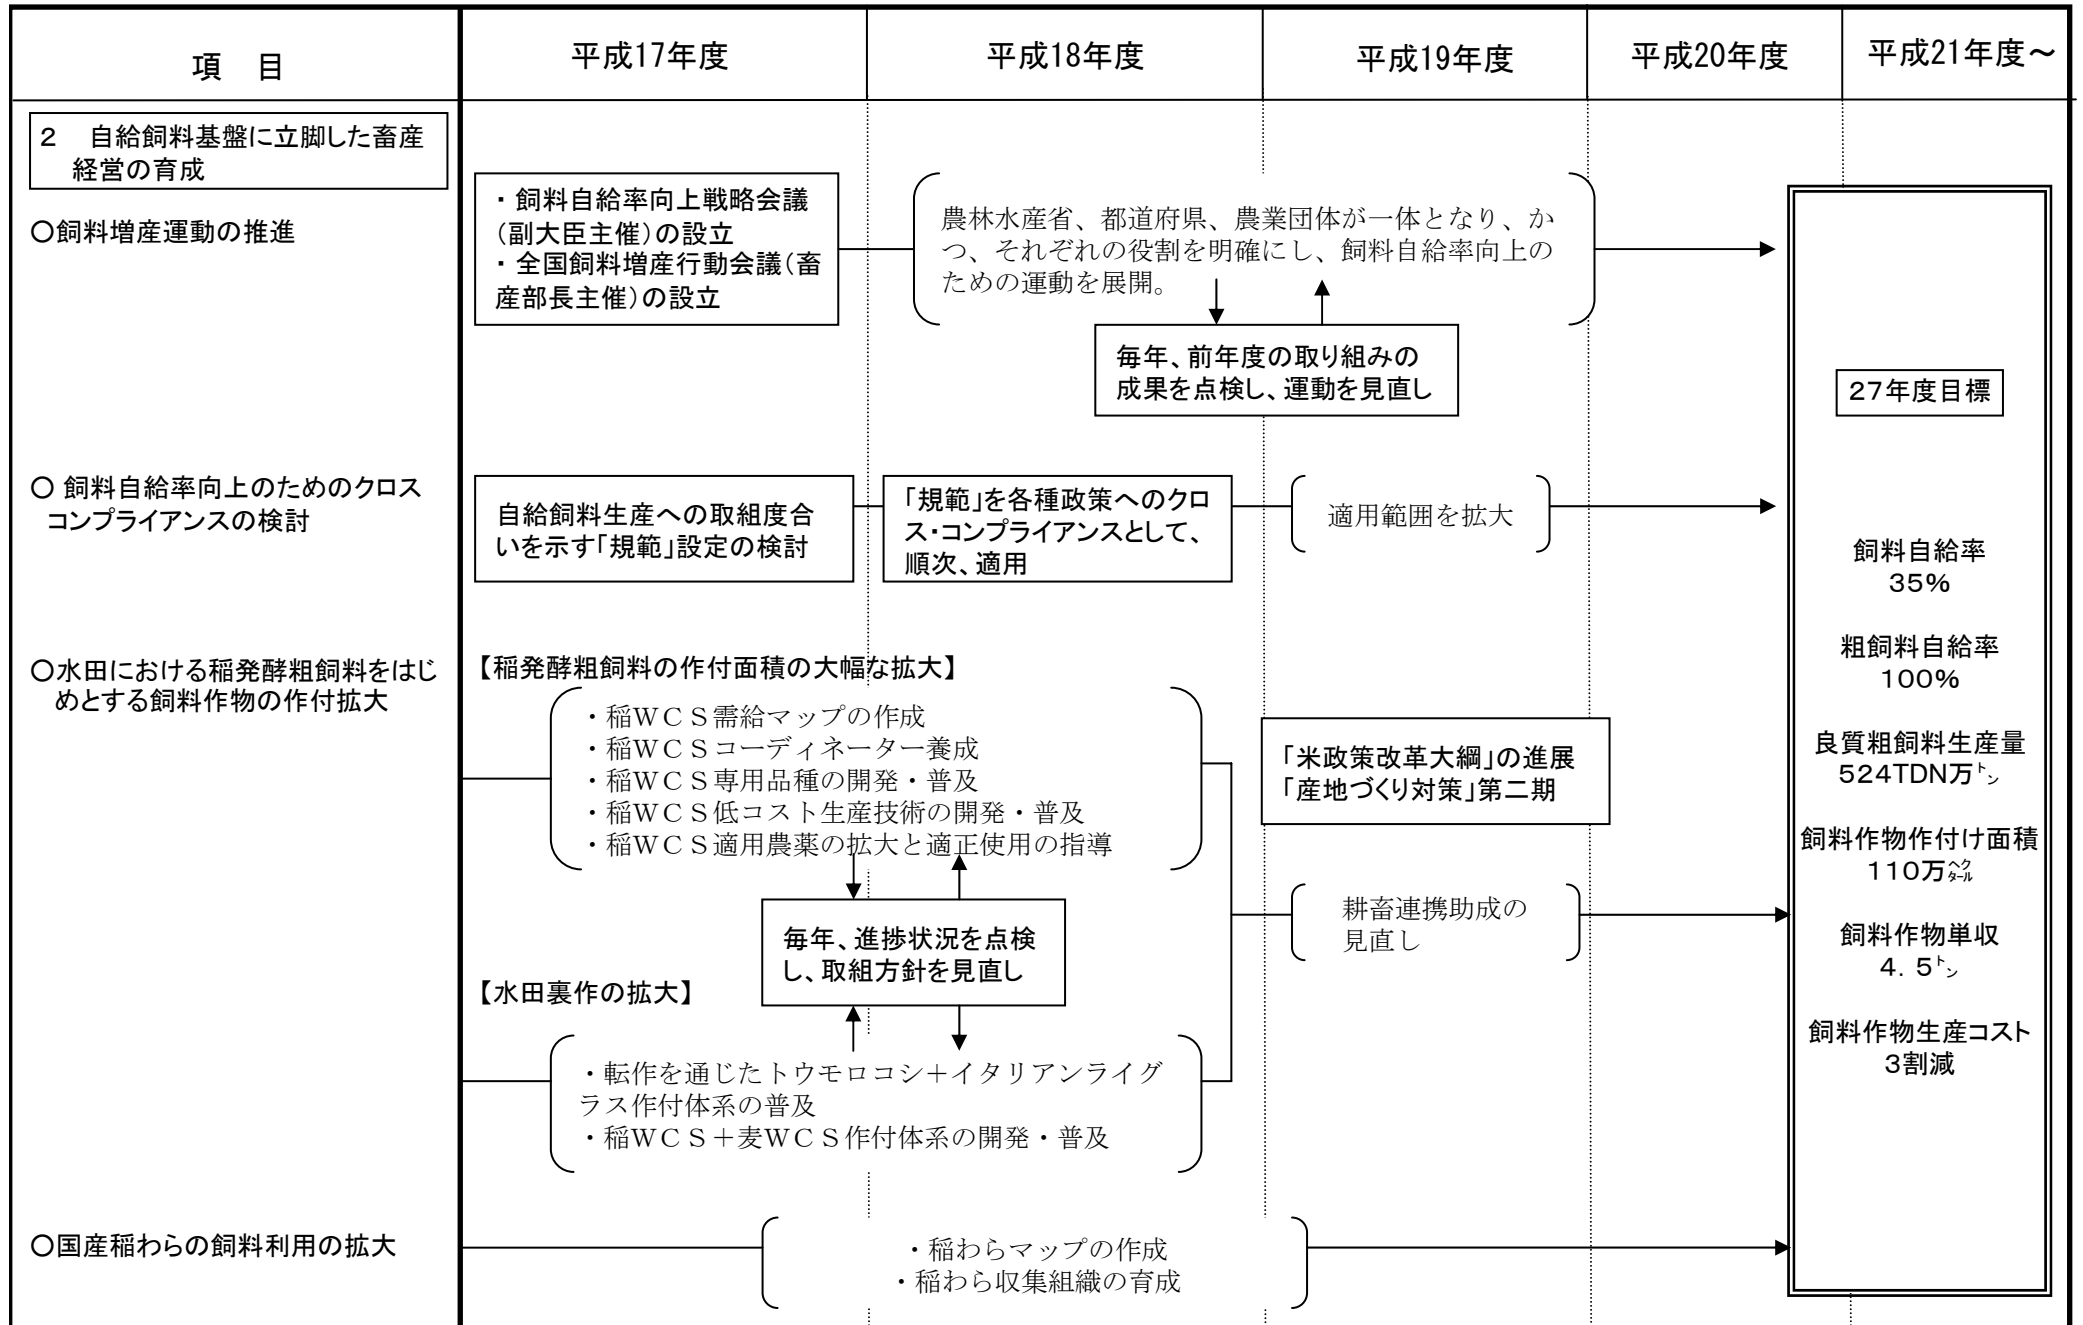 項　目
平成17年度
平成18年度
平成19年度
平成20年度
平成21年度～
２　自給飼料基盤に立脚した畜産
経営の育成
○飼料増産運動の推進
・飼料自給率向上戦略会議
（副大臣主催）の設立
・全国飼料増産行動会議（畜
産部長主催）の設立
農林水産省、都道府県、農業団体が一体となり、か
つ、それぞれの役割を明確にし、飼料自給率向上の
ための運動を展開。
毎年、前年度の取り組みの
成果を点検し、運動を見直し
○ 飼料自給率向上のためのクロス
コンプライアンスの検討
自給飼料生産への取組度合
いを示す「規範」設定の検討
「規範」を各種政策へのクロ
ス・コンプライアンスとして、
順次、適用
適用範囲を拡大
○水田における稲発酵粗飼料をはじ
めとする飼料作物の作付拡大
【稲発酵粗飼料の作付面積の大幅な拡大】
・稲ＷＣＳ需給マップの作成
・稲ＷＣＳコーディネーター養成
・稲ＷＣＳ専用品種の開発・普及
・稲ＷＣＳ低コスト生産技術の開発・普及
・稲ＷＣＳ適用農薬の拡大と適正使用の指導
毎年、進捗状況を点検
し、取組方針を見直し
【水田裏作の拡大】
・転作を通じたトウモロコシ＋イタリアンライグ
ラス作付体系の普及
・稲ＷＣＳ＋麦ＷＣＳ作付体系の開発・普及
「米政策改革大綱」の進展
「産地づくり対策」第二期
耕畜連携助成の
見直し
○国産稲わらの飼料利用の拡大
・稲わらマップの作成
・稲わら収集組織の育成
２７年度目標
飼料自給率
３５％
粗飼料自給率
１００％
良質粗飼料生産量
５２４ＴＤＮ万㌧
飼料作物作付け面積
１１０万㌶
飼料作物単収
４．５㌧
飼料作物生産コスト
３割減